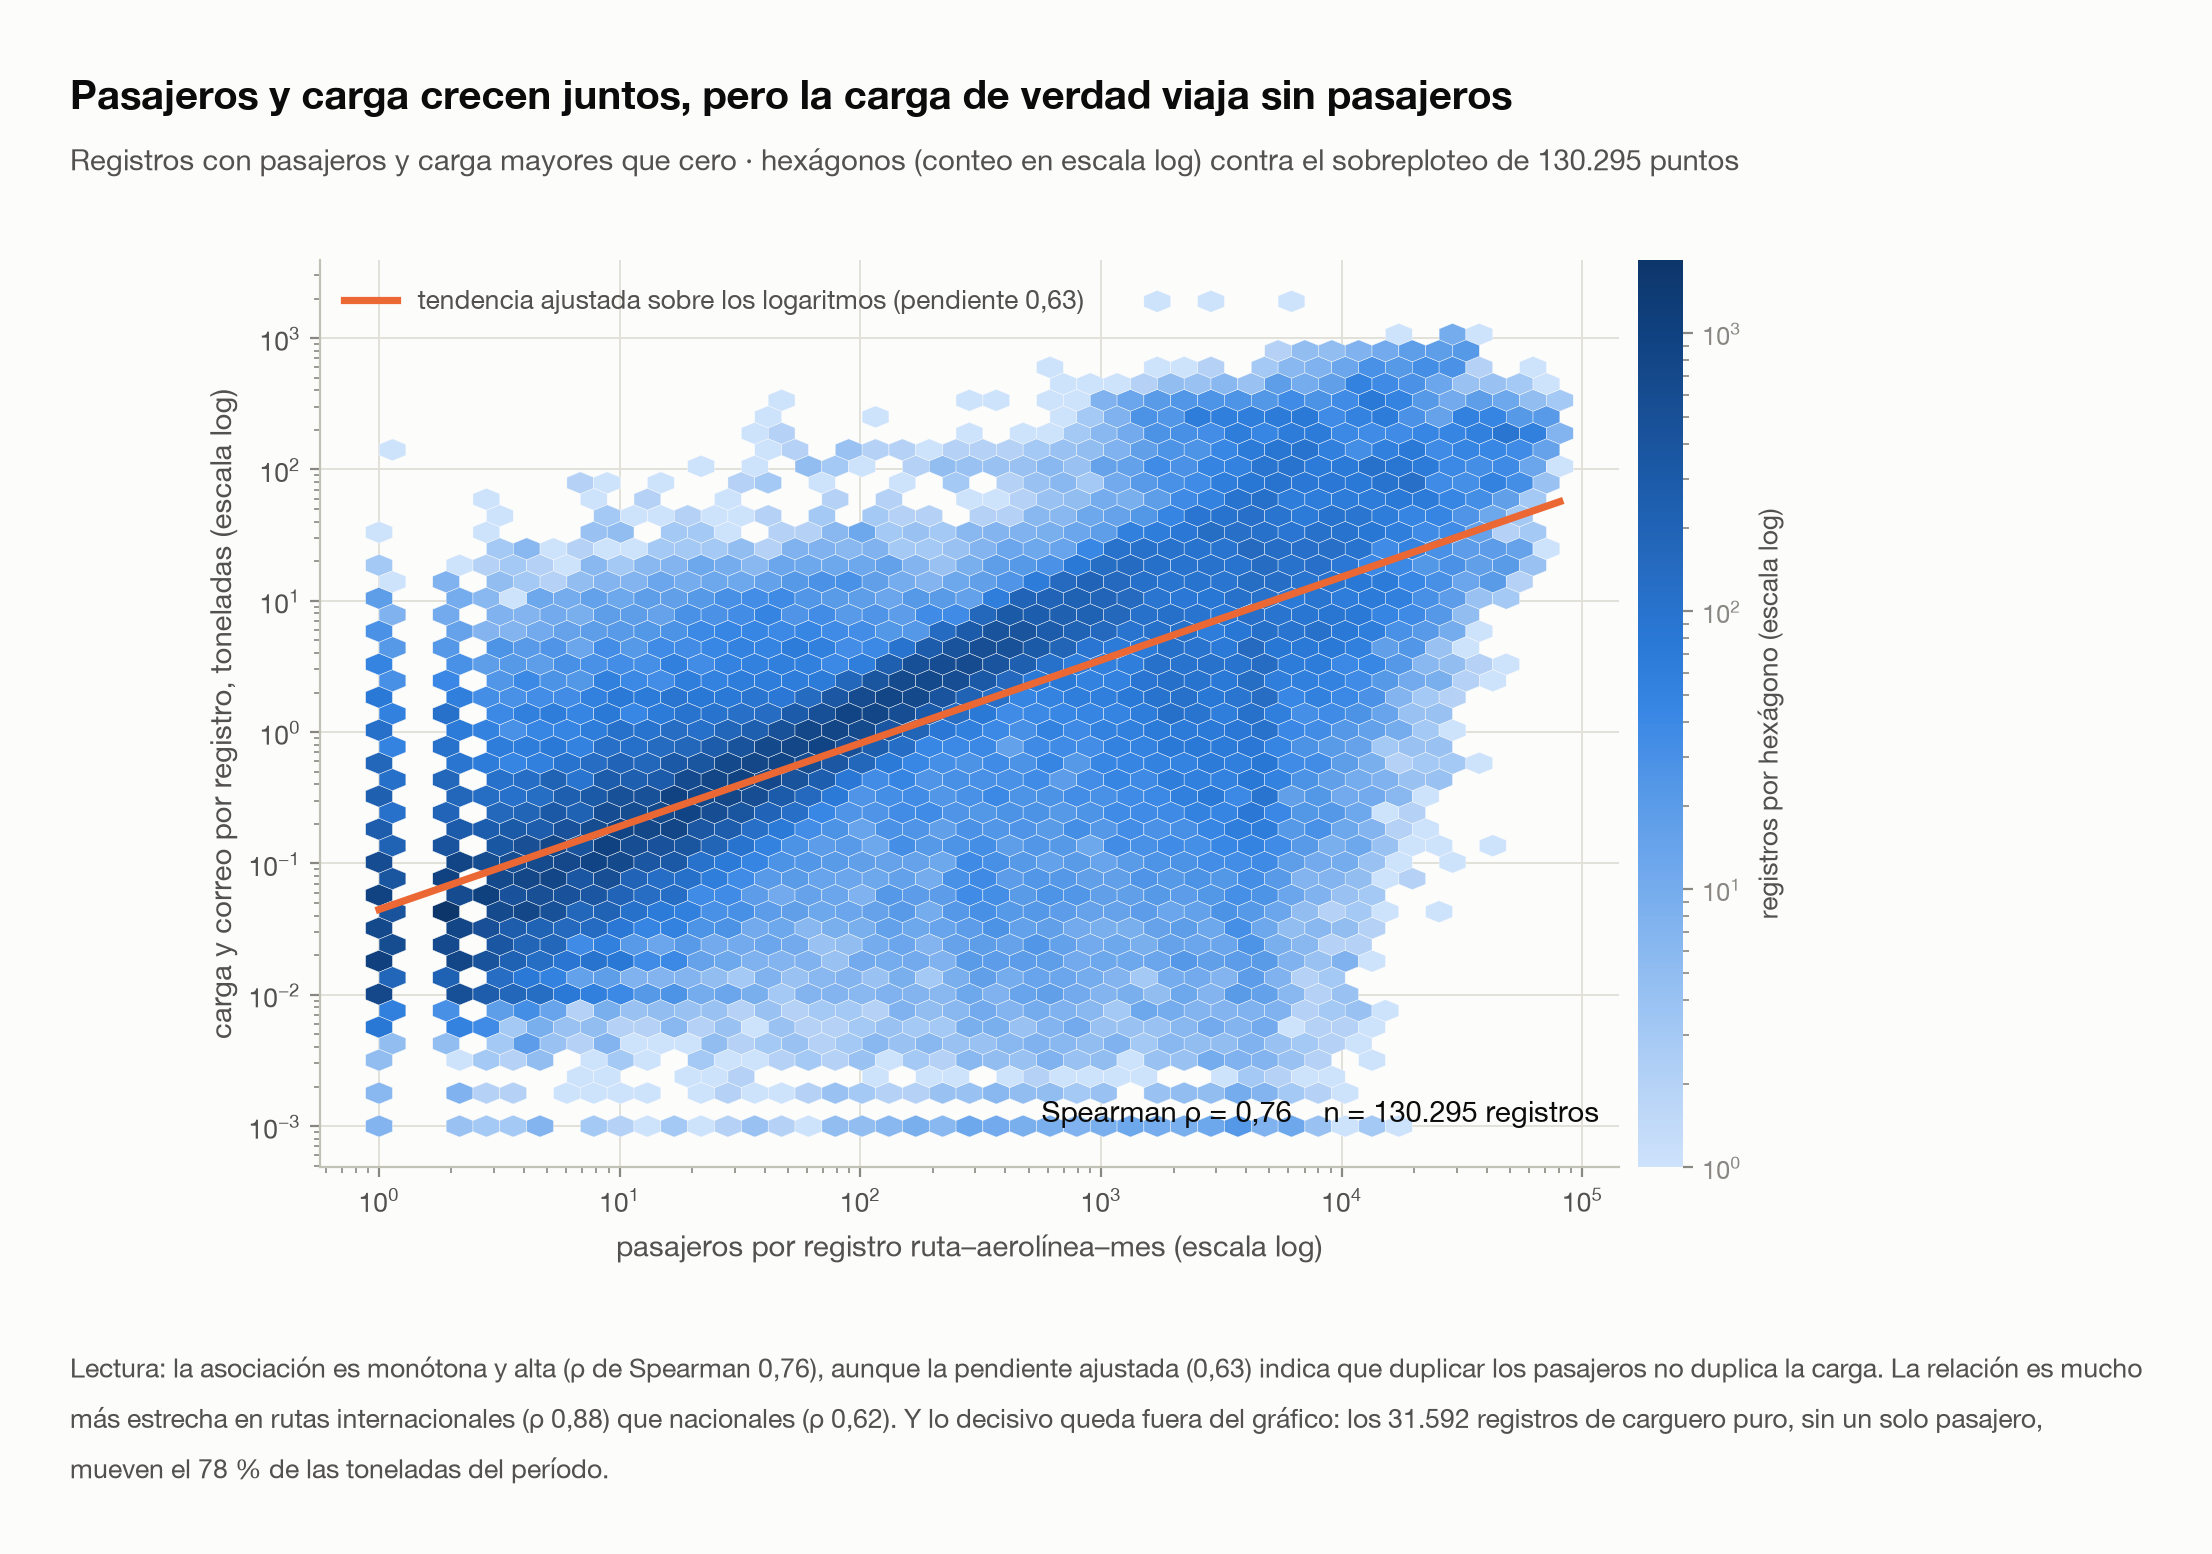 Pasajeros y carga crecen juntos, pero la carga de verdad viaja sin pasajeros
Registros con pasajeros y carga mayores que cero · hexágonos (conteo en escala log) contra el sobreploteo de 130.295 puntos
tendencia ajustada sobre los logaritmos (pendiente 0,63)
carga y correo por registro, toneladas (escala log)
10³
10²
10¹
10⁰
10⁻¹
10⁻²
10⁻³
Spearman ρ = 0,76 n = 130.295 registros
10⁰ 10¹ 10² 10³ 10⁴ 10⁵
pasajeros por registro ruta–aerolínea–mes (escala log)
10³
10²
10¹
10⁰
registros por hexágono (escala log)
Lectura: la asociación es monótona y alta (ρ de Spearman 0,76), aunque la pendiente ajustada (0,63) indica que duplicar los pasajeros no duplica la carga. La relación es mucho
más estrecha en rutas internacionales (ρ 0,88) que nacionales (ρ 0,62). Y lo decisivo queda fuera del gráfico: los 31.592 registros de carguero puro, sin un solo pasajero,
mueven el 78 % de las toneladas del período.